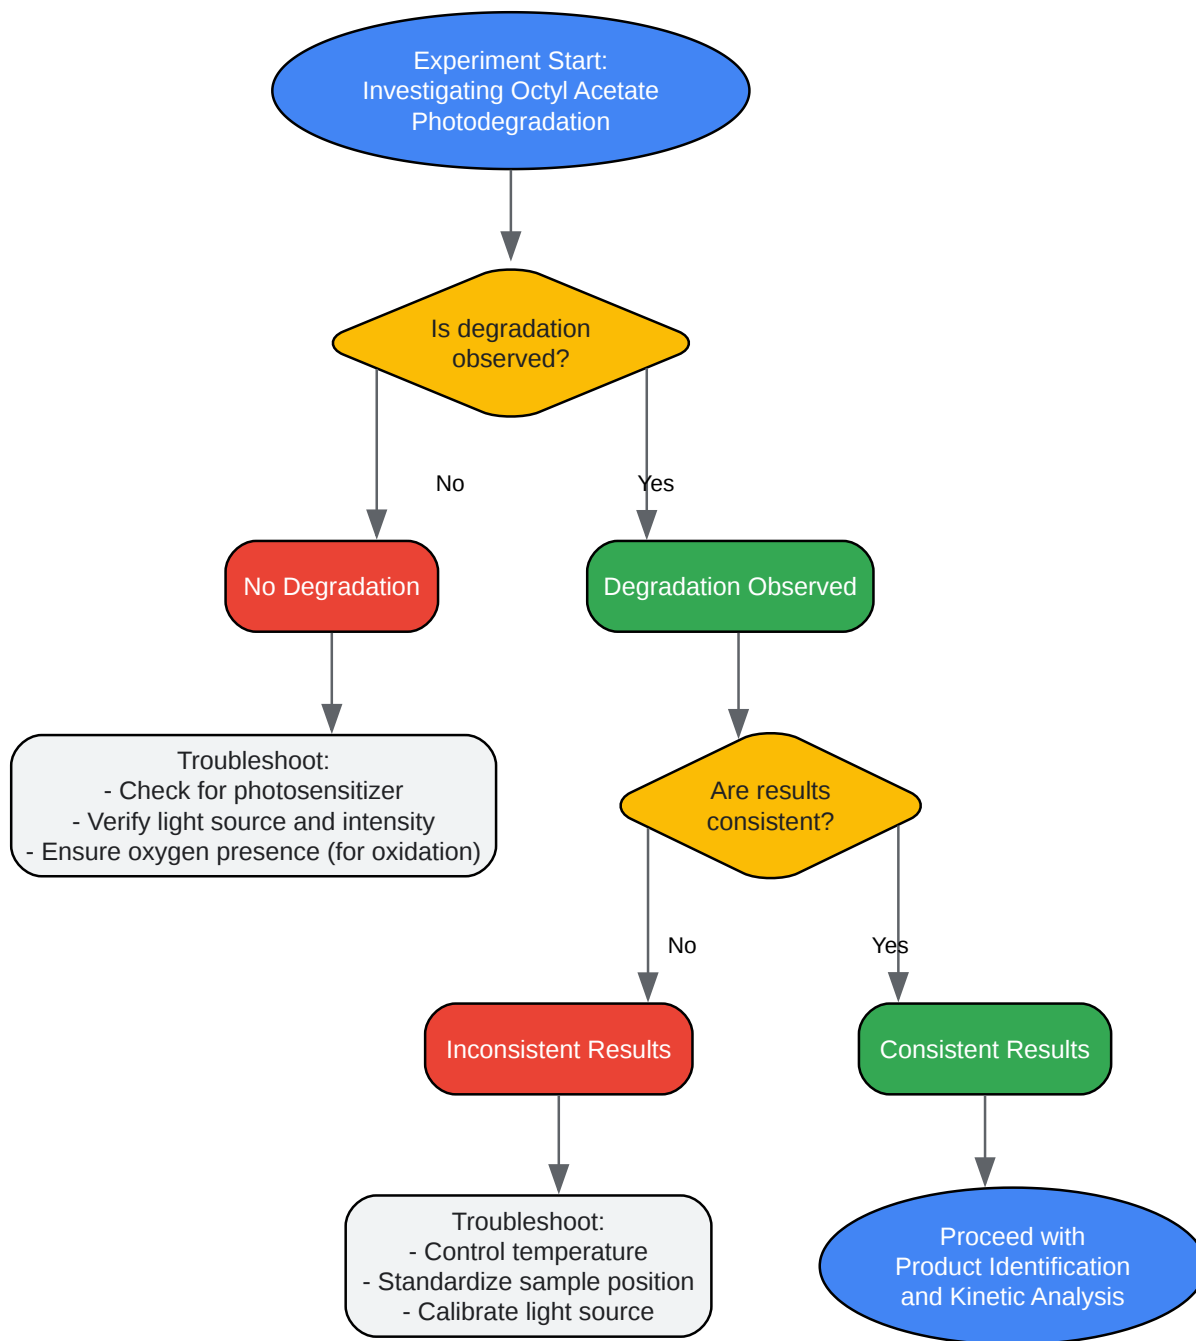 Experiment Start:
Investigating Octyl Acetate
Photodegradation
Is degradation
observed?
No
Yes
No Degradation
Degradation Observed
Troubleshoot:
- Check for photosensitizer
- Verify light source and intensity
- Ensure oxygen presence (for oxidation)
Are results
consistent?
No
Yes
Inconsistent Results
Consistent Results
Troubleshoot:
- Control temperature
- Standardize sample position
- Calibrate light source
Proceed with
Product Identification
and Kinetic Analysis